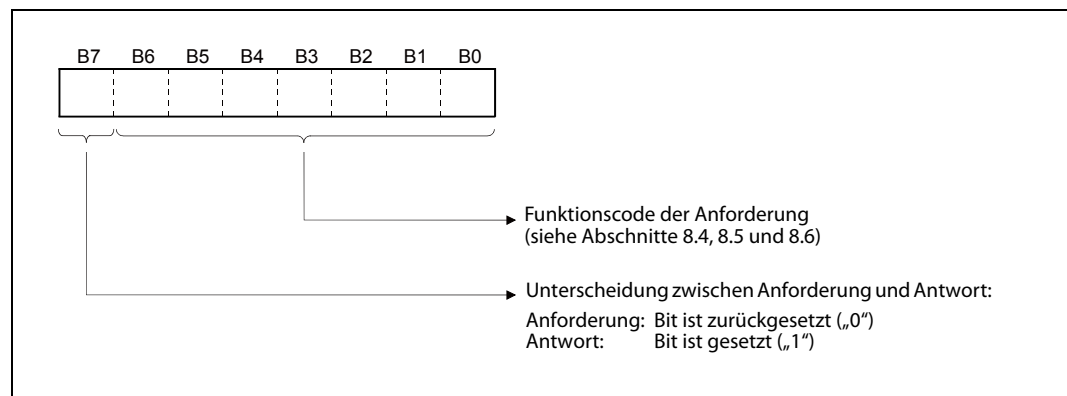 B7 B6 B5 B4 B3 B2 B1 B0
Funktionscode der Anforderung
(siehe Abschnitte 8.4, 8.5 und 8.6)
Unterscheidung zwischen Anforderung und Antwort:
Anforderung: Bit ist zurückgesetzt („0“)
Antwort: Bit ist gesetzt („1“)